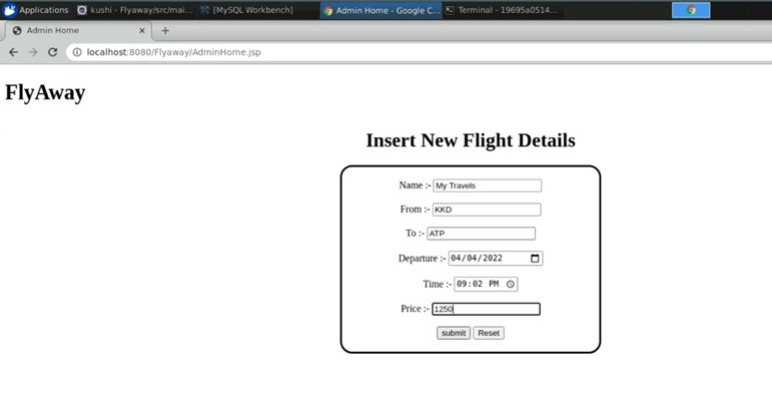 Applications kushi - Flyaway/src/mai... [MySQL Workbench] Admin Home - Google C... Terminal - 19695a0514...
Admin Home × +
localhost:8080/Flyaway/AdminHome.jsp
FlyAway
Insert New Flight Details
Name :- My Travels
From :- KKD
To :- ATP
Departure :- 04/04/2022
Time :- 09:02 PM
Price :- 1250
submit Reset